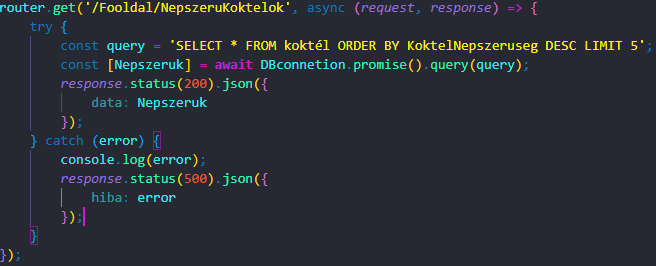 router.get('/Fooldal/NepszeruKoktelok', async (request, response) => {
    try {
        const query = 'SELECT * FROM koktél ORDER BY KoktelNepszeruseg DESC LIMIT 5';
        const [Nepszeruk] = await DBconnetion.promise().query(query);
        response.status(200).json({
            data: Nepszeruk
        });
    } catch (error) {
        console.log(error);
        response.status(500).json({
            hiba: error
        });
    }
});